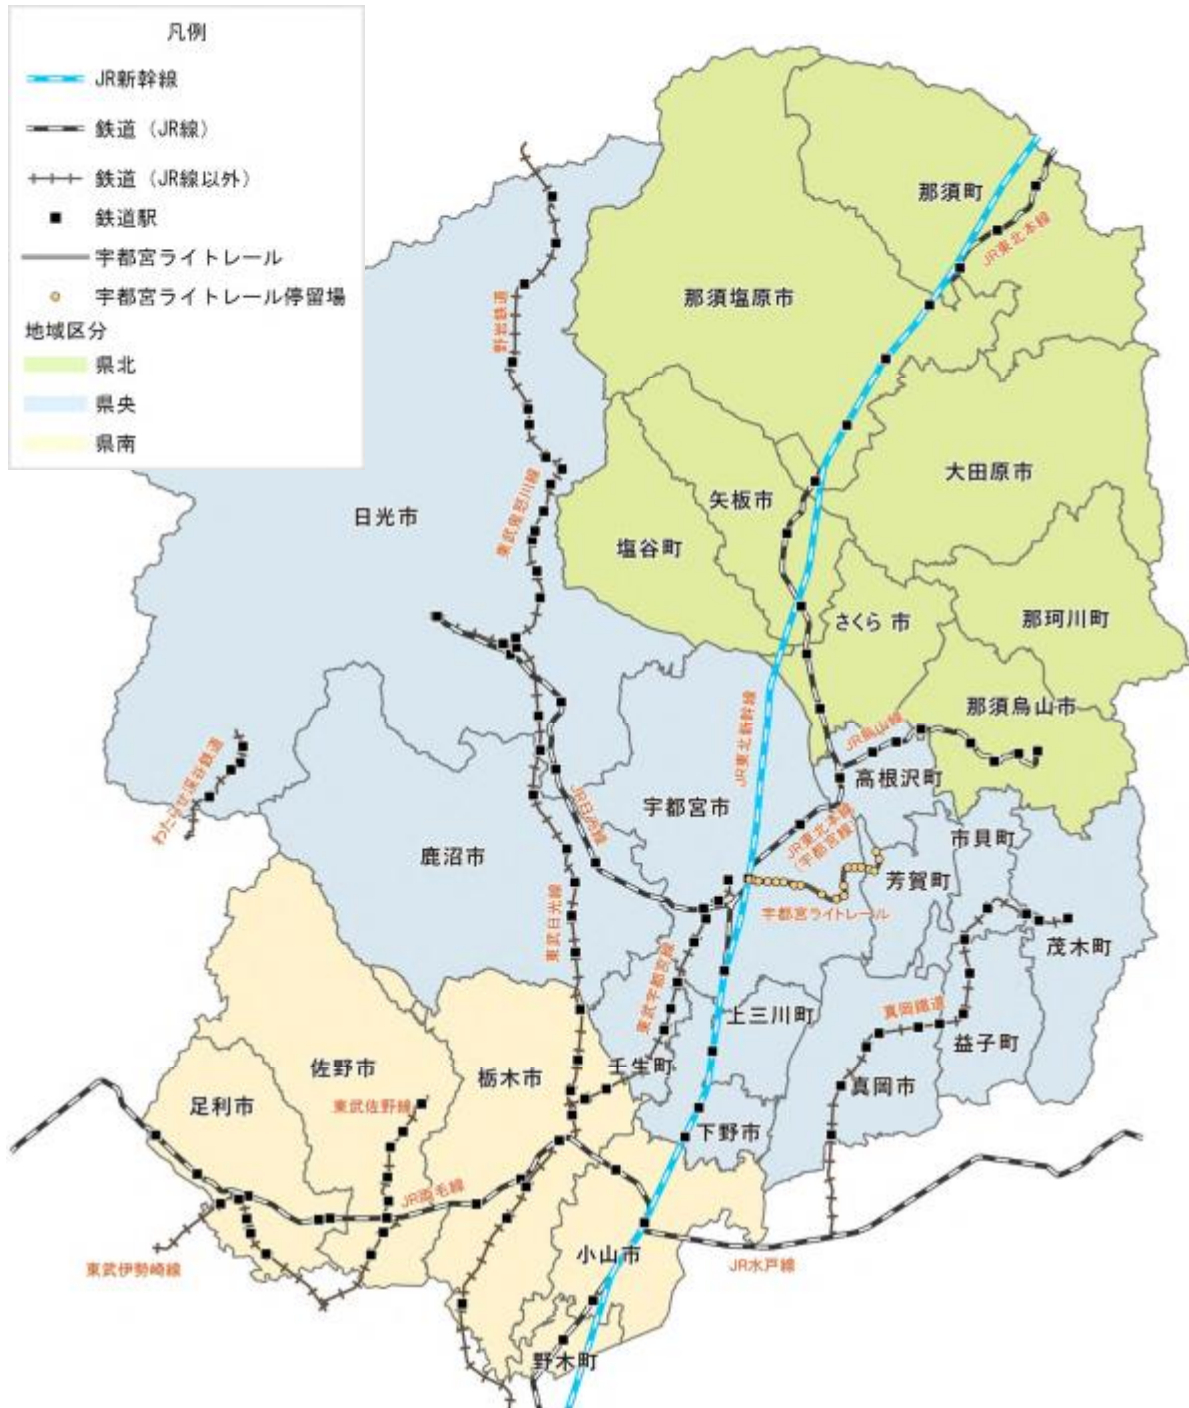 凡例
JR新幹線
鉄道（JR線）
鉄道（JR線以外）
鉄道駅
宇都宮ライトレール
宇都宮ライトレール停留場
地域区分
県北
県央
県南
那須町
JR東北本線
那須塩原市
野岩鉄道
大田原市
矢板市
日光市
東武鬼怒川線
塩谷町
さくら 市
那珂川町
那須烏山市
JR烏山線
JR東北新幹線
わたらせ渓谷鉄道
高根沢町
宇都宮市
JR日光線
JR東北本線
（宇都宮線）
市貝町
鹿沼市
芳賀町
宇都宮ライトレール
東武日光線
茂木町
東武宇都宮線
上三川町
真岡鐵道
益子町
壬生町
佐野市
栃木市
真岡市
足利市
東武佐野線
下野市
JR両毛線
小山市
東武伊勢崎線
JR水戸線
野木町